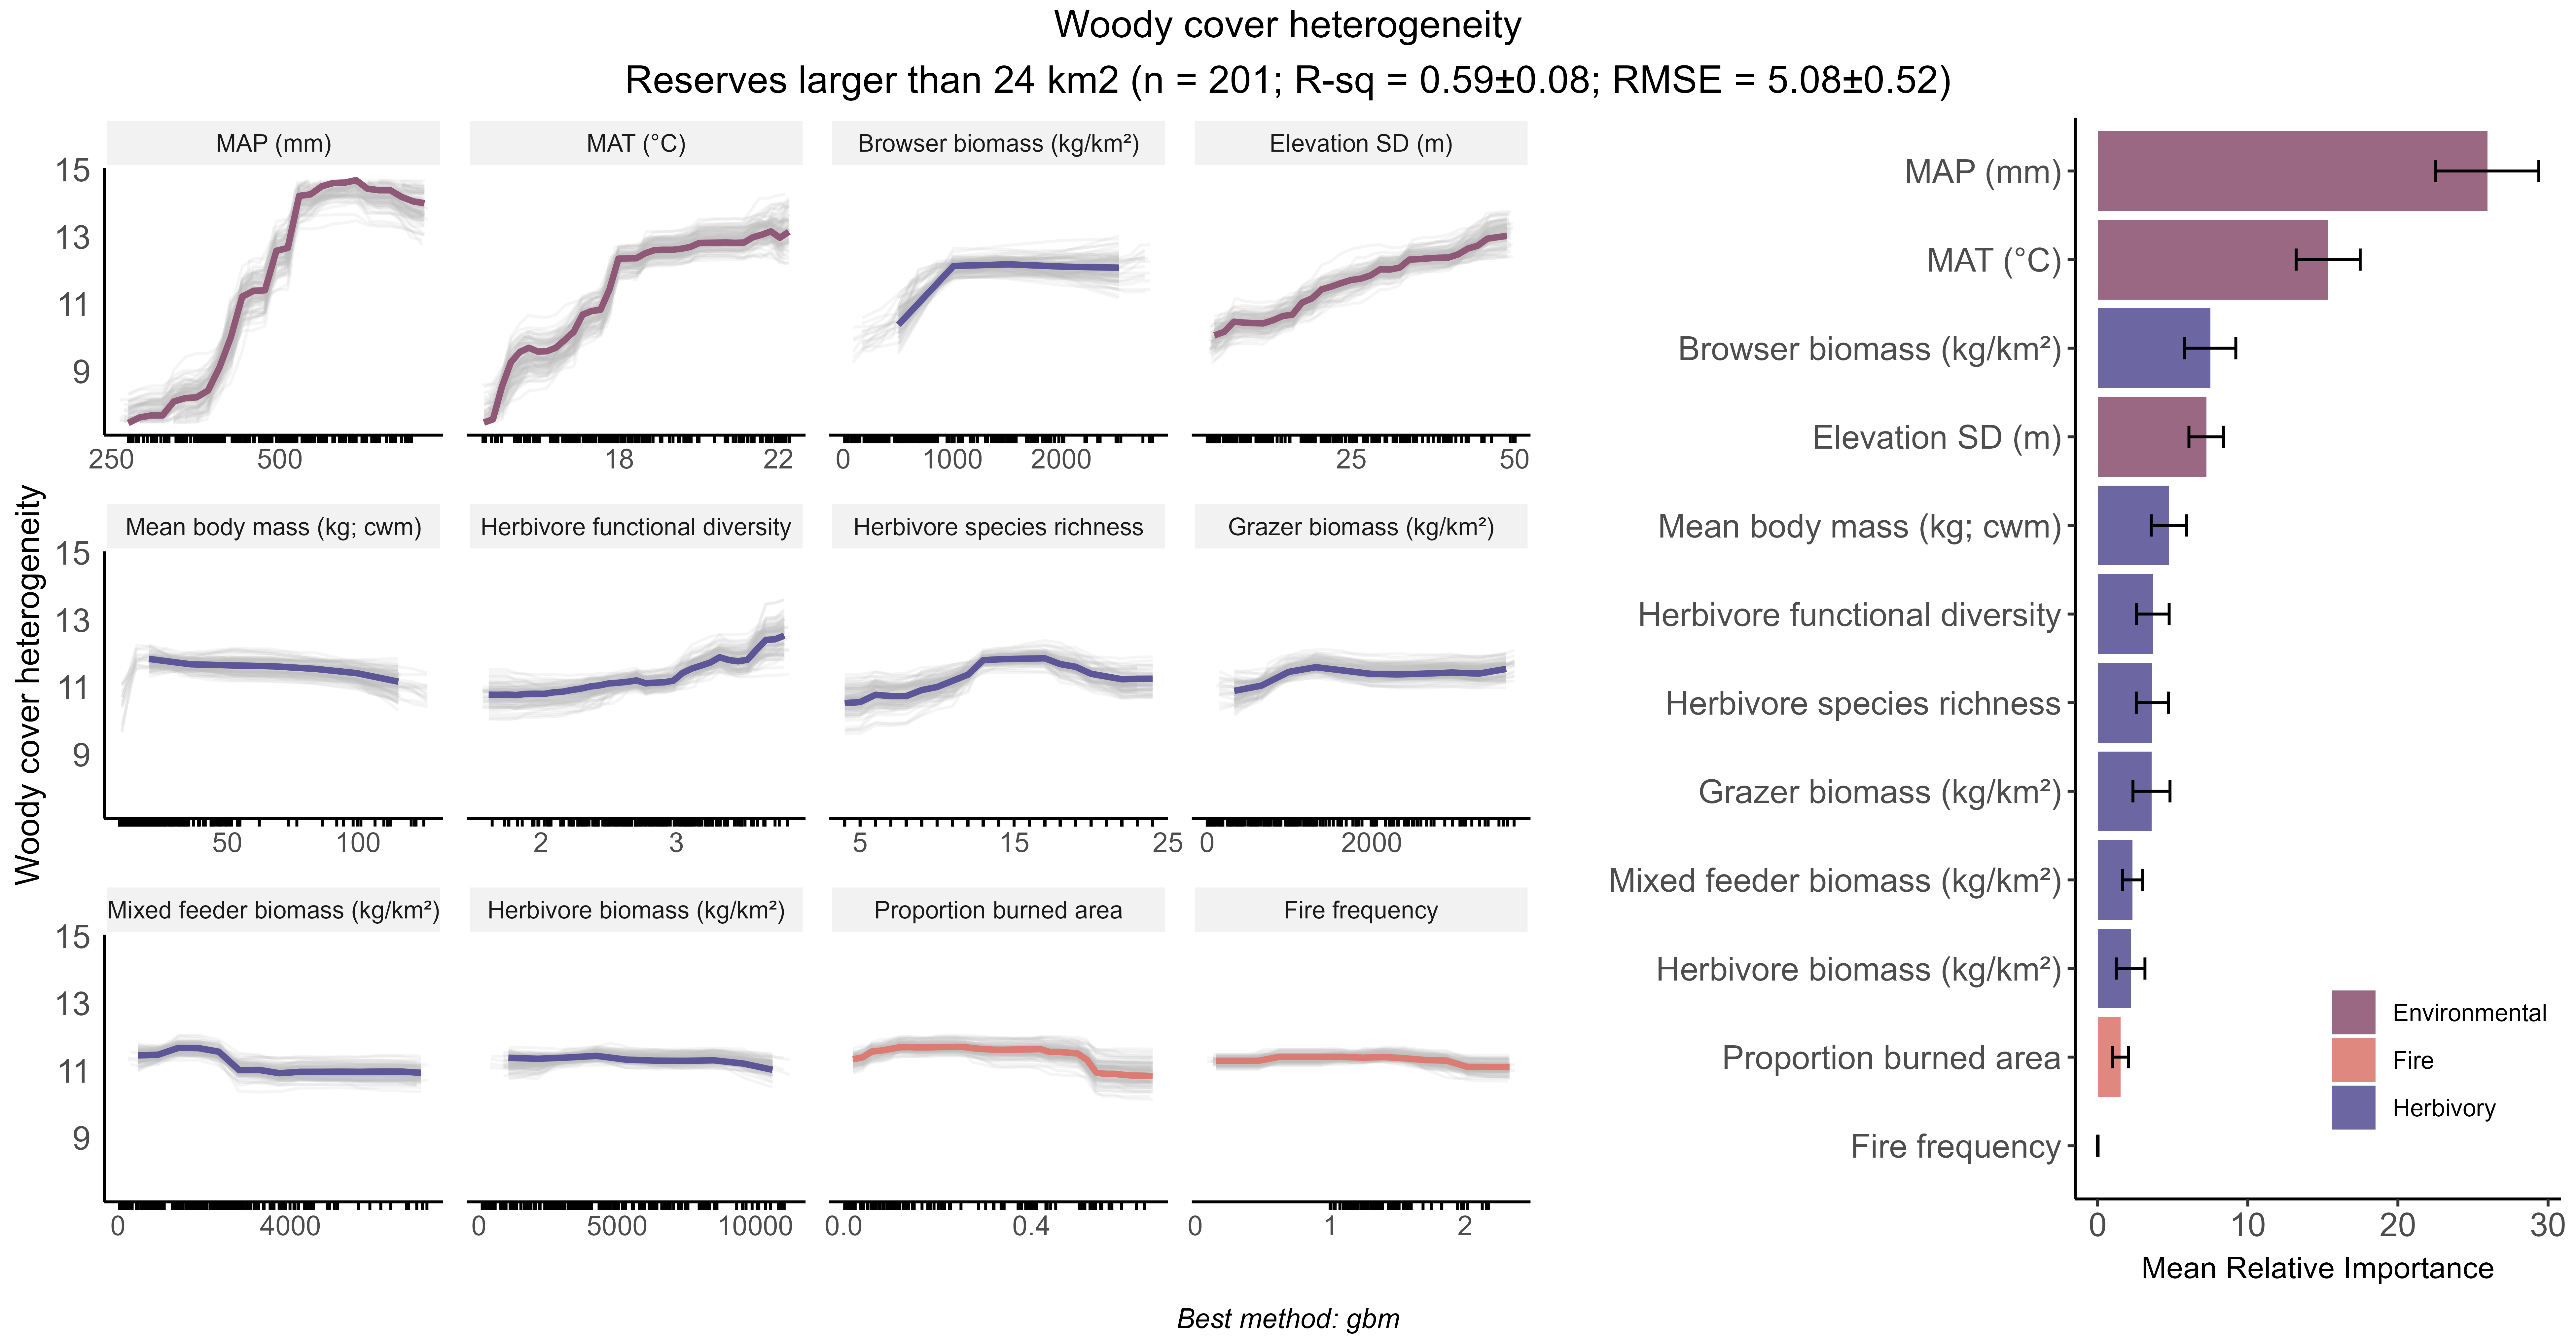 Woody cover heterogeneity
Reserves larger than 24 km2 (n = 201; R-sq = 0.59±0.08; RMSE = 5.08±0.52)
Woody cover heterogeneity
MAP (mm)
MAT (°C)
Browser biomass (kg/km²)
Elevation SD (m)
15
13
11
9
250 500
18 22
0 1000 2000
25 50
Mean body mass (kg; cwm)
Herbivore functional diversity
Herbivore species richness
Grazer biomass (kg/km²)
15
13
11
9
50 100
2 3
5 15 25
0 2000
Mixed feeder biomass (kg/km²)
Herbivore biomass (kg/km²)
Proportion burned area
Fire frequency
15
13
11
9
0 4000
0 5000 10000
0.0 0.4
0 1 2
MAP (mm)
MAT (°C)
Browser biomass (kg/km²)
Elevation SD (m)
Mean body mass (kg; cwm)
Herbivore functional diversity
Herbivore species richness
Grazer biomass (kg/km²)
Mixed feeder biomass (kg/km²)
Herbivore biomass (kg/km²)
Proportion burned area
Fire frequency
Environmental
Fire
Herbivory
0 10 20 30
Mean Relative Importance
Best method: gbm